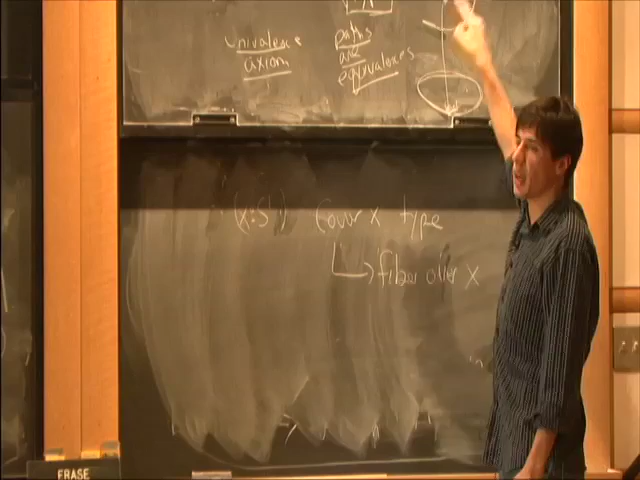 univalence
axiom
paths
are
equivalences
(x:S1) Cover x type
fiber over x
ERASE